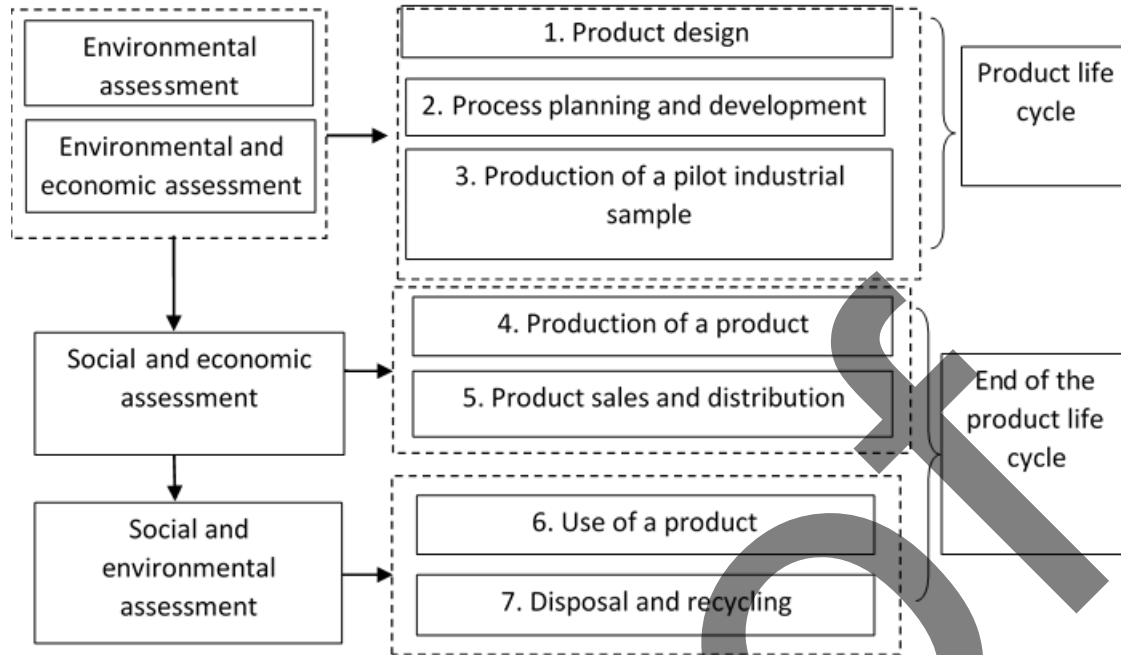 Environmental
assessment
Environmental and
economic assessment
1. Product design
2. Process planning and development
3. Production of a pilot industrial
sample
Product life
cycle
Social and economic
assessment
4. Production of a product
5. Product sales and distribution
End of the
product life
cycle
Social and
environmental
assessment
6. Use of a product
7. Disposal and recycling